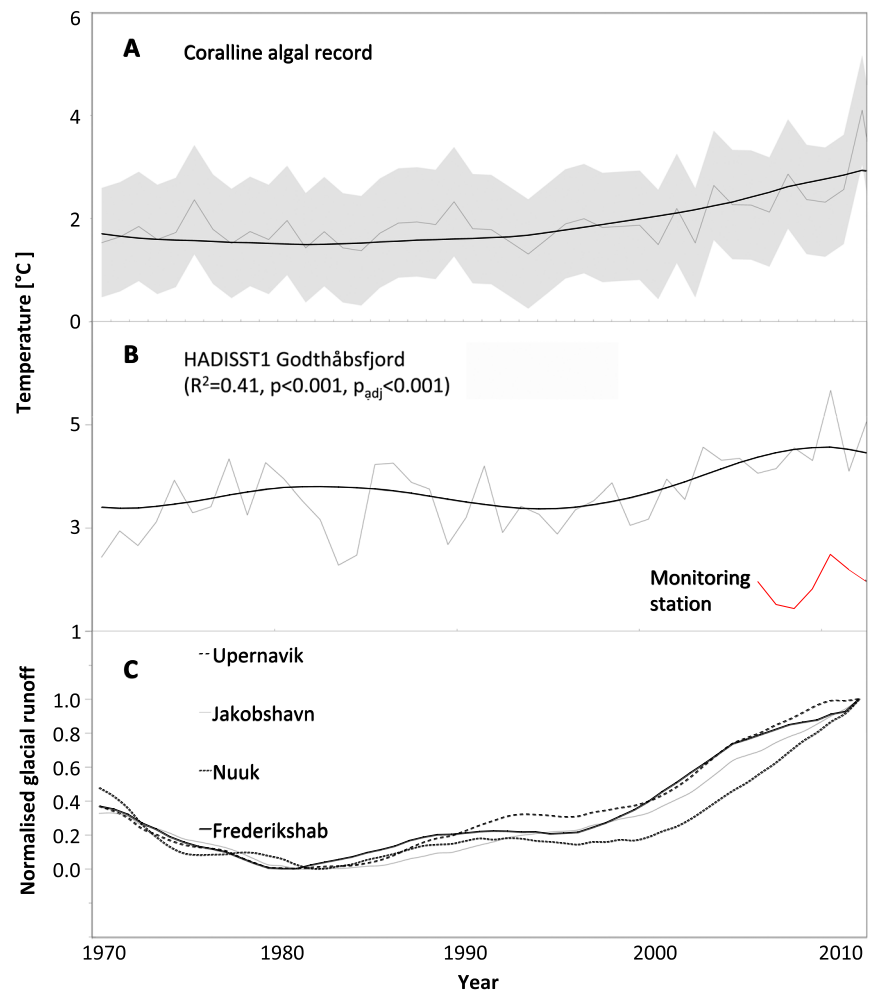 A
Coralline algal record
6
4
2
0
Temperature [°C ]
B
HADISST1 Godthåbsfjord
(R²=0.41, p<0.001, pạdj<0.001)
5
3
1
Monitoring
station
C
Upernavik
Jakobshavn
Nuuk
Frederikshab
Normalised glacial runoff
1.0
0.8
0.6
0.4
0.2
0.0
1970
1980
1990
2000
2010
Year